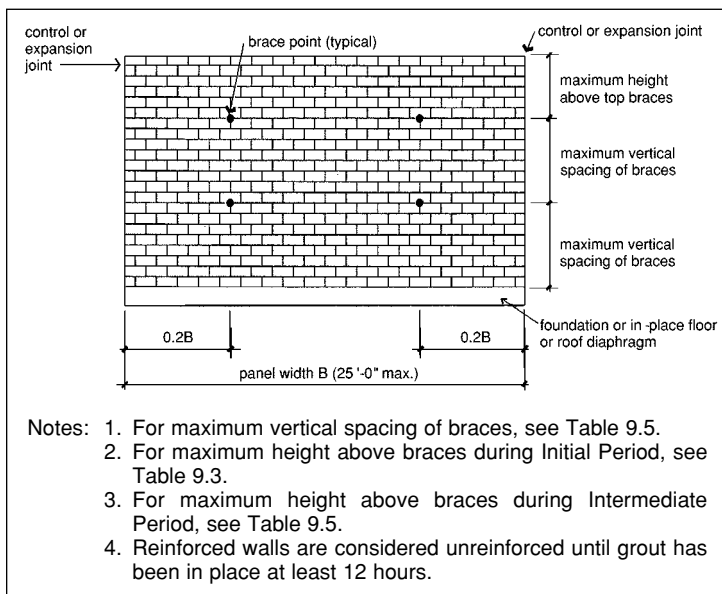 control or
expansion
joint
brace point (typical)
control or expansion joint
maximum height
above top braces
maximum vertical
spacing of braces
maximum vertical
spacing of braces
foundation or in -place floor
or roof diaphragm
0.2B
0.2B
panel width B (25 '-0" max.)
Notes: 1. For maximum vertical spacing of braces, see Table 9.5.
2. For maximum height above braces during Initial Period, see
Table 9.3.
3. For maximum height above braces during Intermediate
Period, see Table 9.5.
4. Reinforced walls are considered unreinforced until grout has
been in place at least 12 hours.